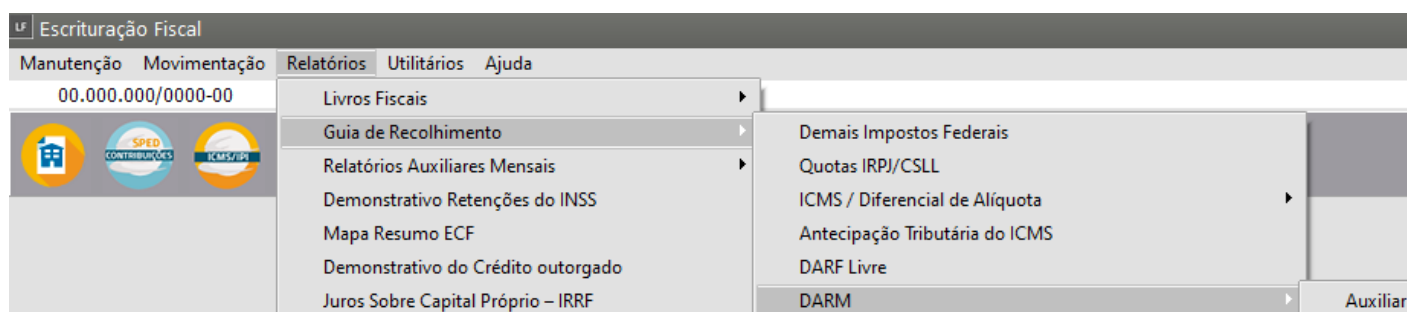 LF Escrituração Fiscal
Manutenção Movimentação Relatórios Utilitários Ajuda
00.000.000/0000-00
Livros Fiscais
Guia de Recolhimento
Relatórios Auxiliares Mensais
Demonstrativo Retenções do INSS
Mapa Resumo ECF
Demonstrativo do Crédito outorgado
Juros Sobre Capital Próprio – IRRF
SPED
CONTRIBUIÇÕES
ICMS/IPI
Demais Impostos Federais
Quotas IRPJ/CSLL
ICMS / Diferencial de Alíquota
Antecipação Tributária do ICMS
DARF Livre
DARM
Auxiliar